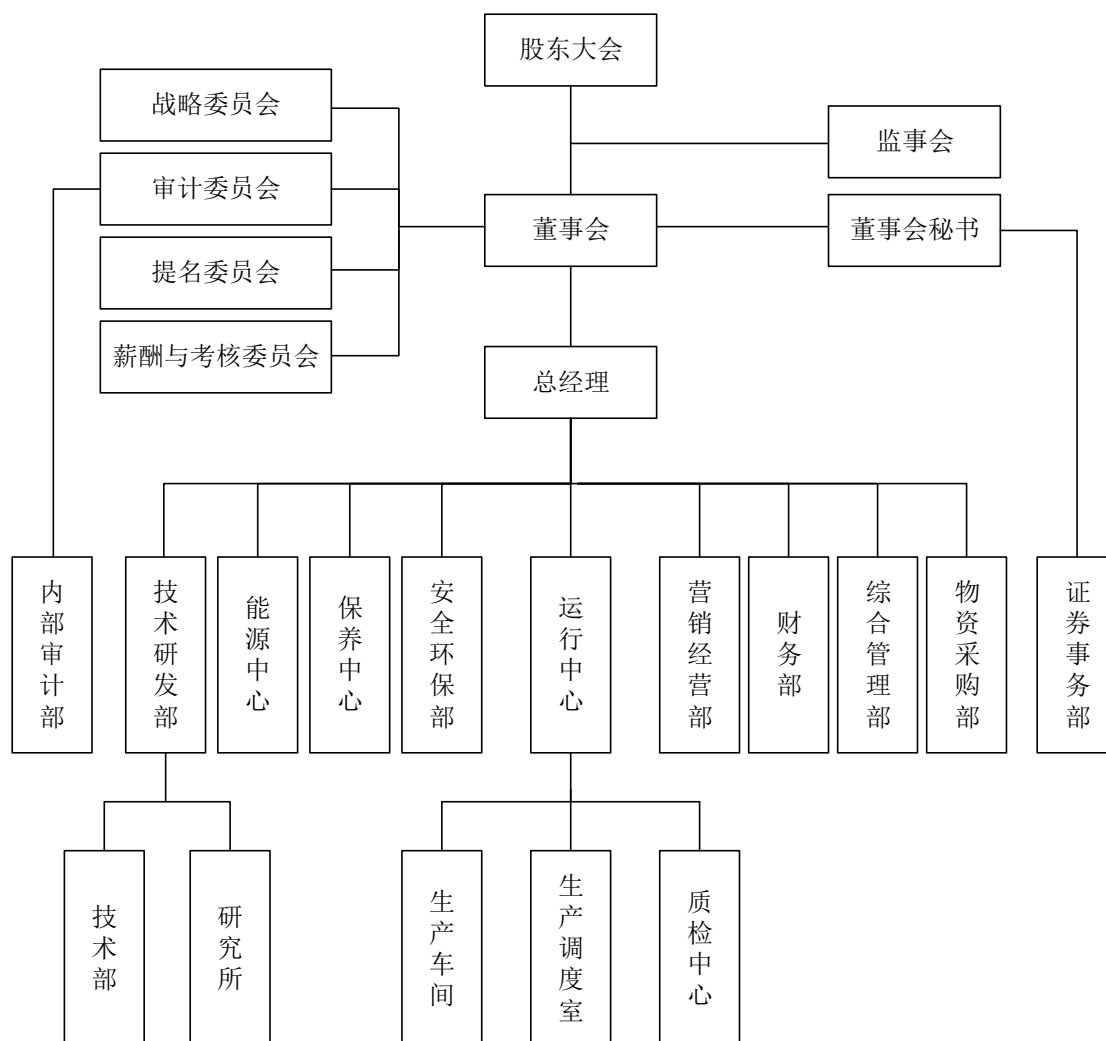 股东大会
战略委员会
监事会
审计委员会
董事会
董事会秘书
提名委员会
薪酬与考核委员会
总经理
内部审计部
技术研发部
能源中心
保养中心
安全环保部
运行中心
营销经营部
财务部
综合管理部
物资采购部
证券事务部
技术部
研究所
生产车间
生产调度室
质检中心